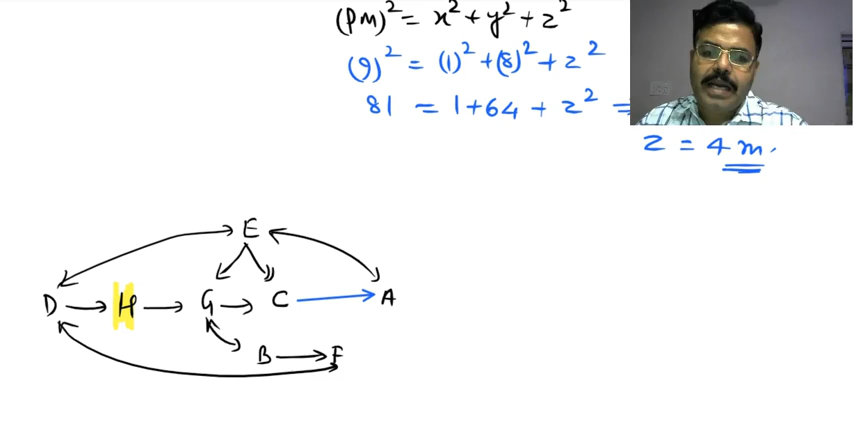 (PM)² = x² + y² + z²
(9)² = (1)² + (8)² + z²
81 = 1 + 64 + z² =
z = 4 m.
E
D → H → G → C → A
B → F